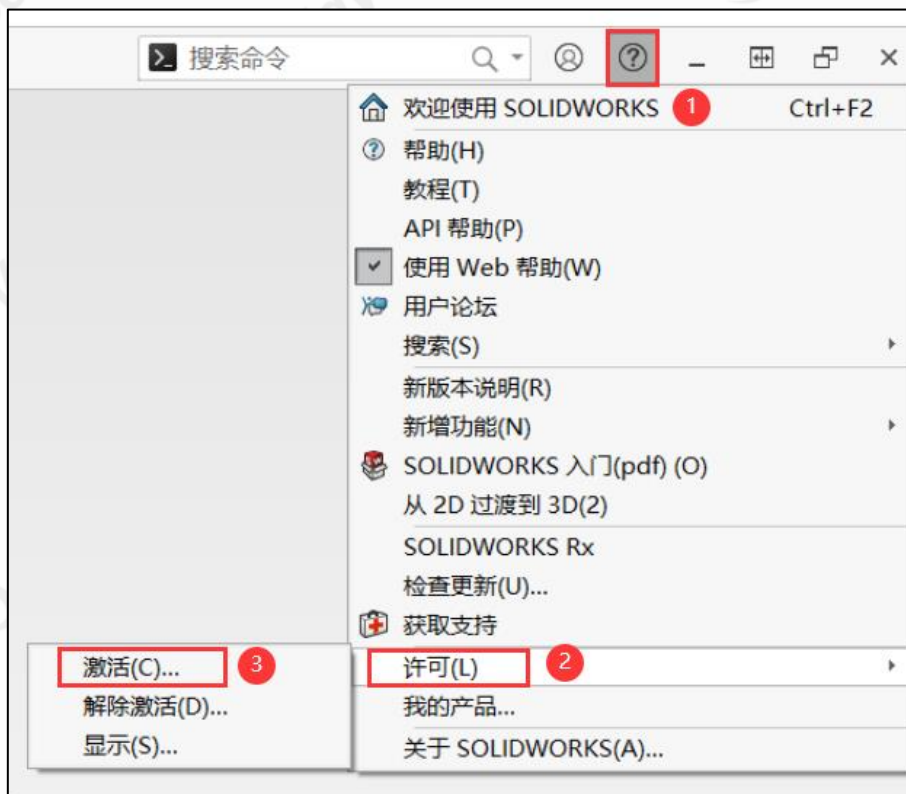 搜索命令
欢迎使用 SOLIDWORKS 1 Ctrl+F2
帮助(H)
教程(T)
API 帮助(P)
使用 Web 帮助(W)
用户论坛
搜索(S)
新版本说明(R)
新增功能(N)
SOLIDWORKS 入门(pdf) (O)
从 2D 过渡到 3D(2)
SOLIDWORKS Rx
检查更新(U)...
获取支持
激活(C)... 3 许可(L) 2
解除激活(D)... 我的产品...
显示(S)... 关于 SOLIDWORKS(A)...